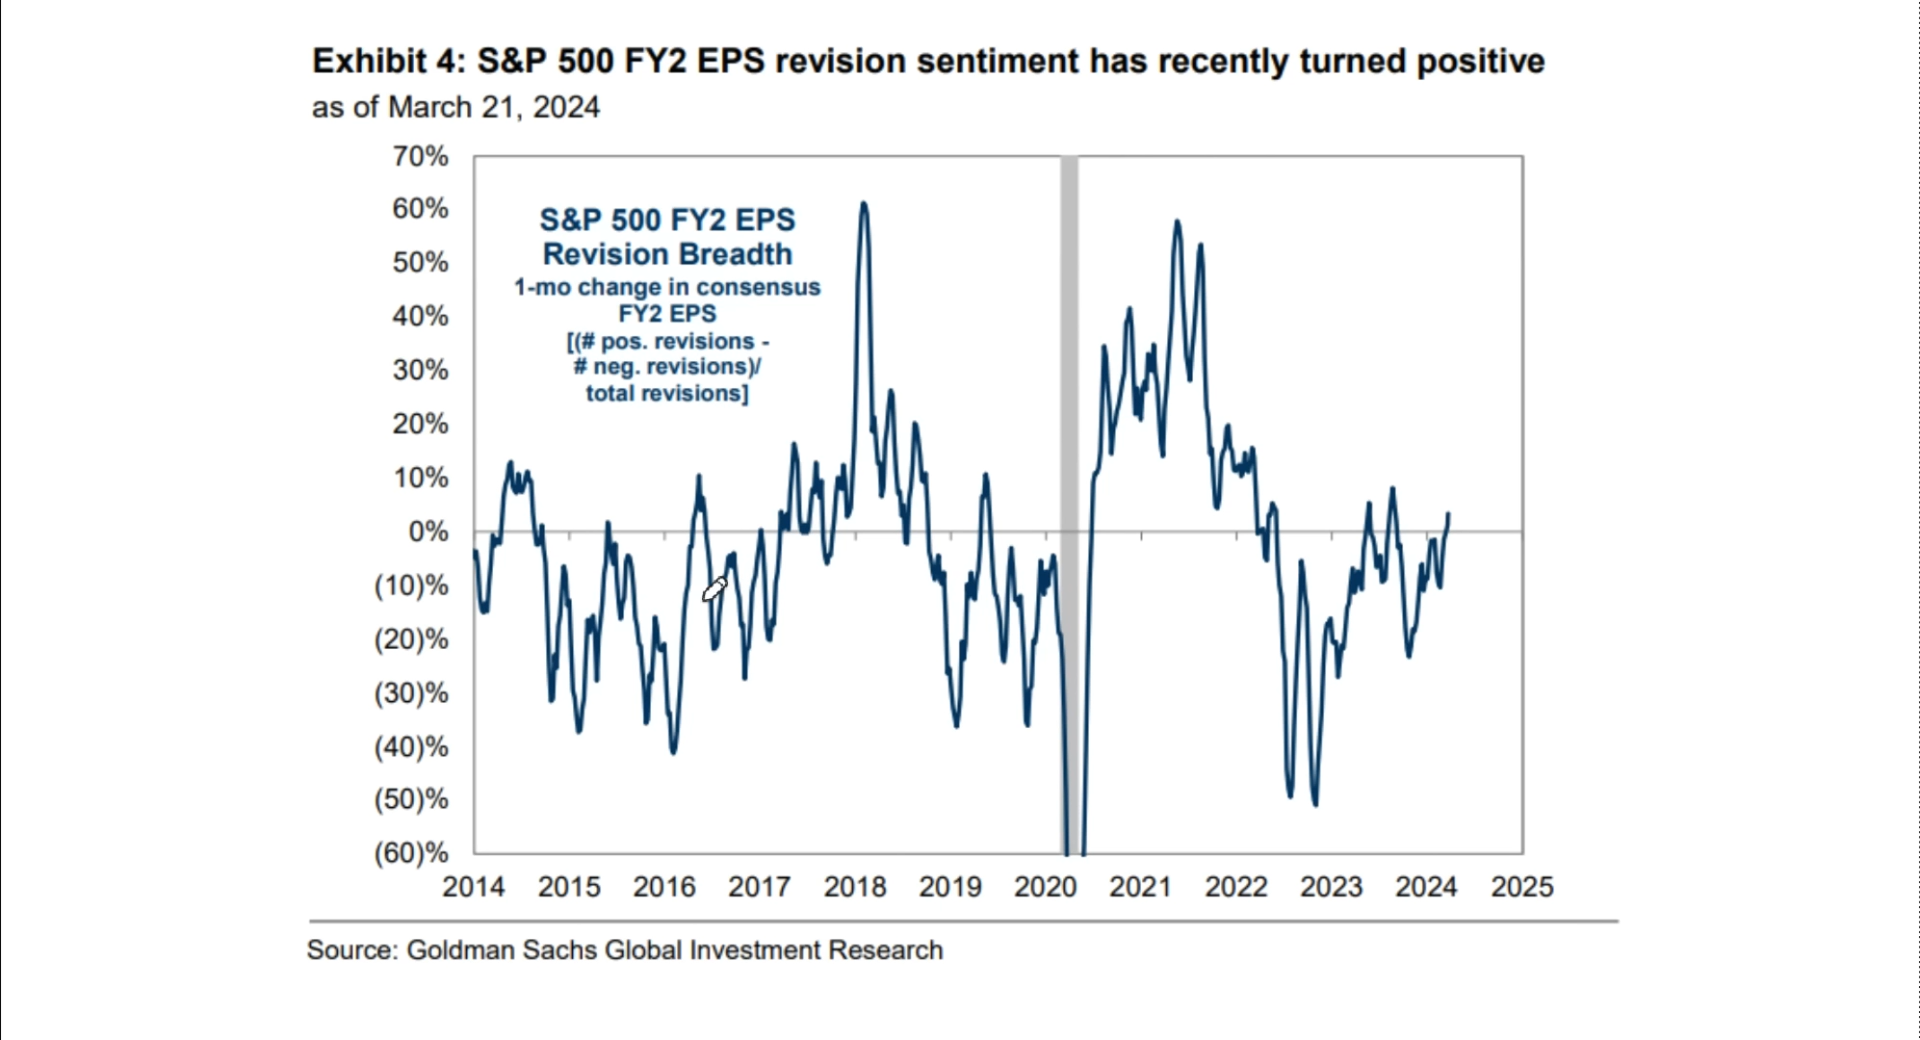 Exhibit 4: S&P 500 FY2 EPS revision sentiment has recently turned positive
as of March 21, 2024
70%
60%
50%
40%
30%
20%
10%
0%
(10)%
(20)%
(30)%
(40)%
(50)%
(60)%
S&P 500 FY2 EPS
Revision Breadth
1-mo change in consensus
FY2 EPS
[(# pos. revisions -
# neg. revisions)/
total revisions]
2014 2015 2016 2017 2018 2019 2020 2021 2022 2023 2024 2025
Source: Goldman Sachs Global Investment Research